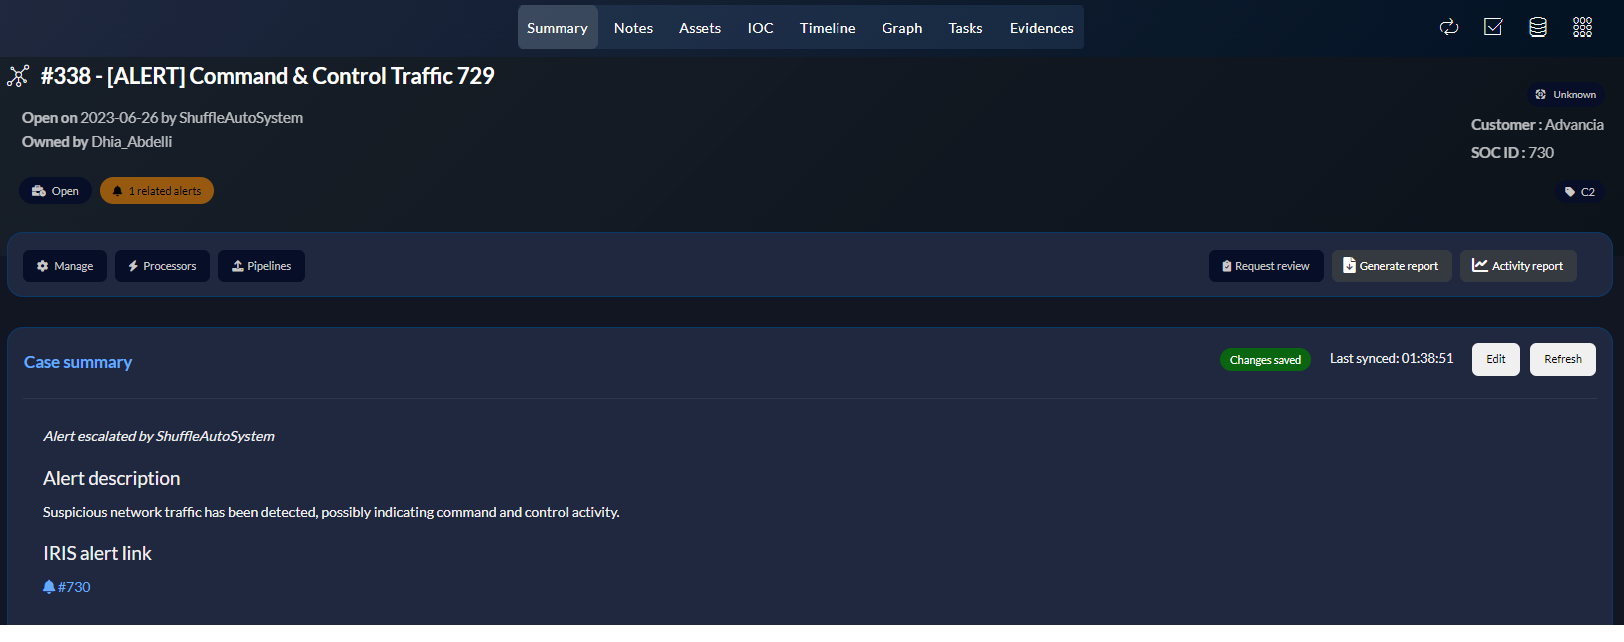 Summary Notes Assets IOC Timeline Graph Tasks Evidences
#338 - [ALERT] Command & Control Traffic 729
Unknown
Open on 2023-06-26 by ShuffleAutoSystem
Customer : Advancia
Owned by Dhia_Abdelli
SOC ID : 730
Open 1 related alerts
C2
Manage Processors Pipelines Request review Generate report Activity report
Case summary Changes saved Last synced: 01:38:51 Edit Refresh
Alert escalated by ShuffleAutoSystem
Alert description
Suspicious network traffic has been detected, possibly indicating command and control activity.
IRIS alert link
#730